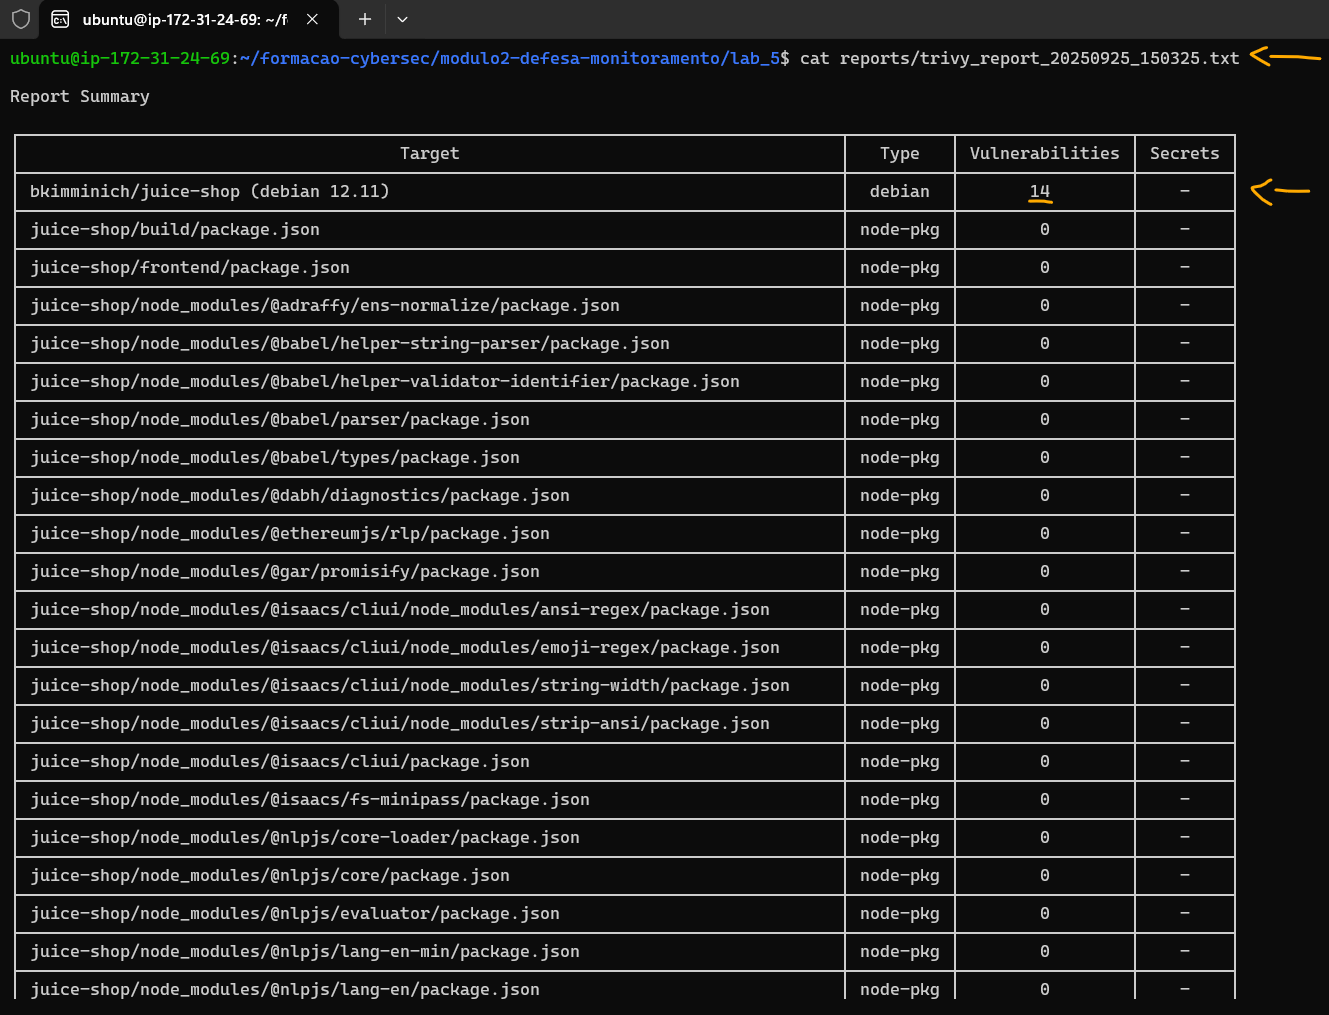 ubuntu@ip-172-31-24-69: ~/f
ubuntu@ip-172-31-24-69:~/formacao-cybersec/modulo2-defesa-monitoramento/lab_5$ cat reports/trivy_report_20250925_150325.txt
Report Summary
Target Type Vulnerabilities Secrets
bkimminich/juice-shop (debian 12.11) debian 14 -
juice-shop/build/package.json node-pkg 0 -
juice-shop/frontend/package.json node-pkg 0 -
juice-shop/node_modules/@adraffy/ens-normalize/package.json node-pkg 0 -
juice-shop/node_modules/@babel/helper-string-parser/package.json node-pkg 0 -
juice-shop/node_modules/@babel/helper-validator-identifier/package.json node-pkg 0 -
juice-shop/node_modules/@babel/parser/package.json node-pkg 0 -
juice-shop/node_modules/@babel/types/package.json node-pkg 0 -
juice-shop/node_modules/@dabh/diagnostics/package.json node-pkg 0 -
juice-shop/node_modules/@ethereumjs/rlp/package.json node-pkg 0 -
juice-shop/node_modules/@gar/promisify/package.json node-pkg 0 -
juice-shop/node_modules/@isaacs/cliui/node_modules/ansi-regex/package.json node-pkg 0 -
juice-shop/node_modules/@isaacs/cliui/node_modules/emoji-regex/package.json node-pkg 0 -
juice-shop/node_modules/@isaacs/cliui/node_modules/string-width/package.json node-pkg 0 -
juice-shop/node_modules/@isaacs/cliui/node_modules/strip-ansi/package.json node-pkg 0 -
juice-shop/node_modules/@isaacs/cliui/package.json node-pkg 0 -
juice-shop/node_modules/@isaacs/fs-minipass/package.json node-pkg 0 -
juice-shop/node_modules/@nlpjs/core-loader/package.json node-pkg 0 -
juice-shop/node_modules/@nlpjs/core/package.json node-pkg 0 -
juice-shop/node_modules/@nlpjs/evaluator/package.json node-pkg 0 -
juice-shop/node_modules/@nlpjs/lang-en-min/package.json node-pkg 0 -
juice-shop/node_modules/@nlpjs/lang-en/package.json node-pkg 0 -